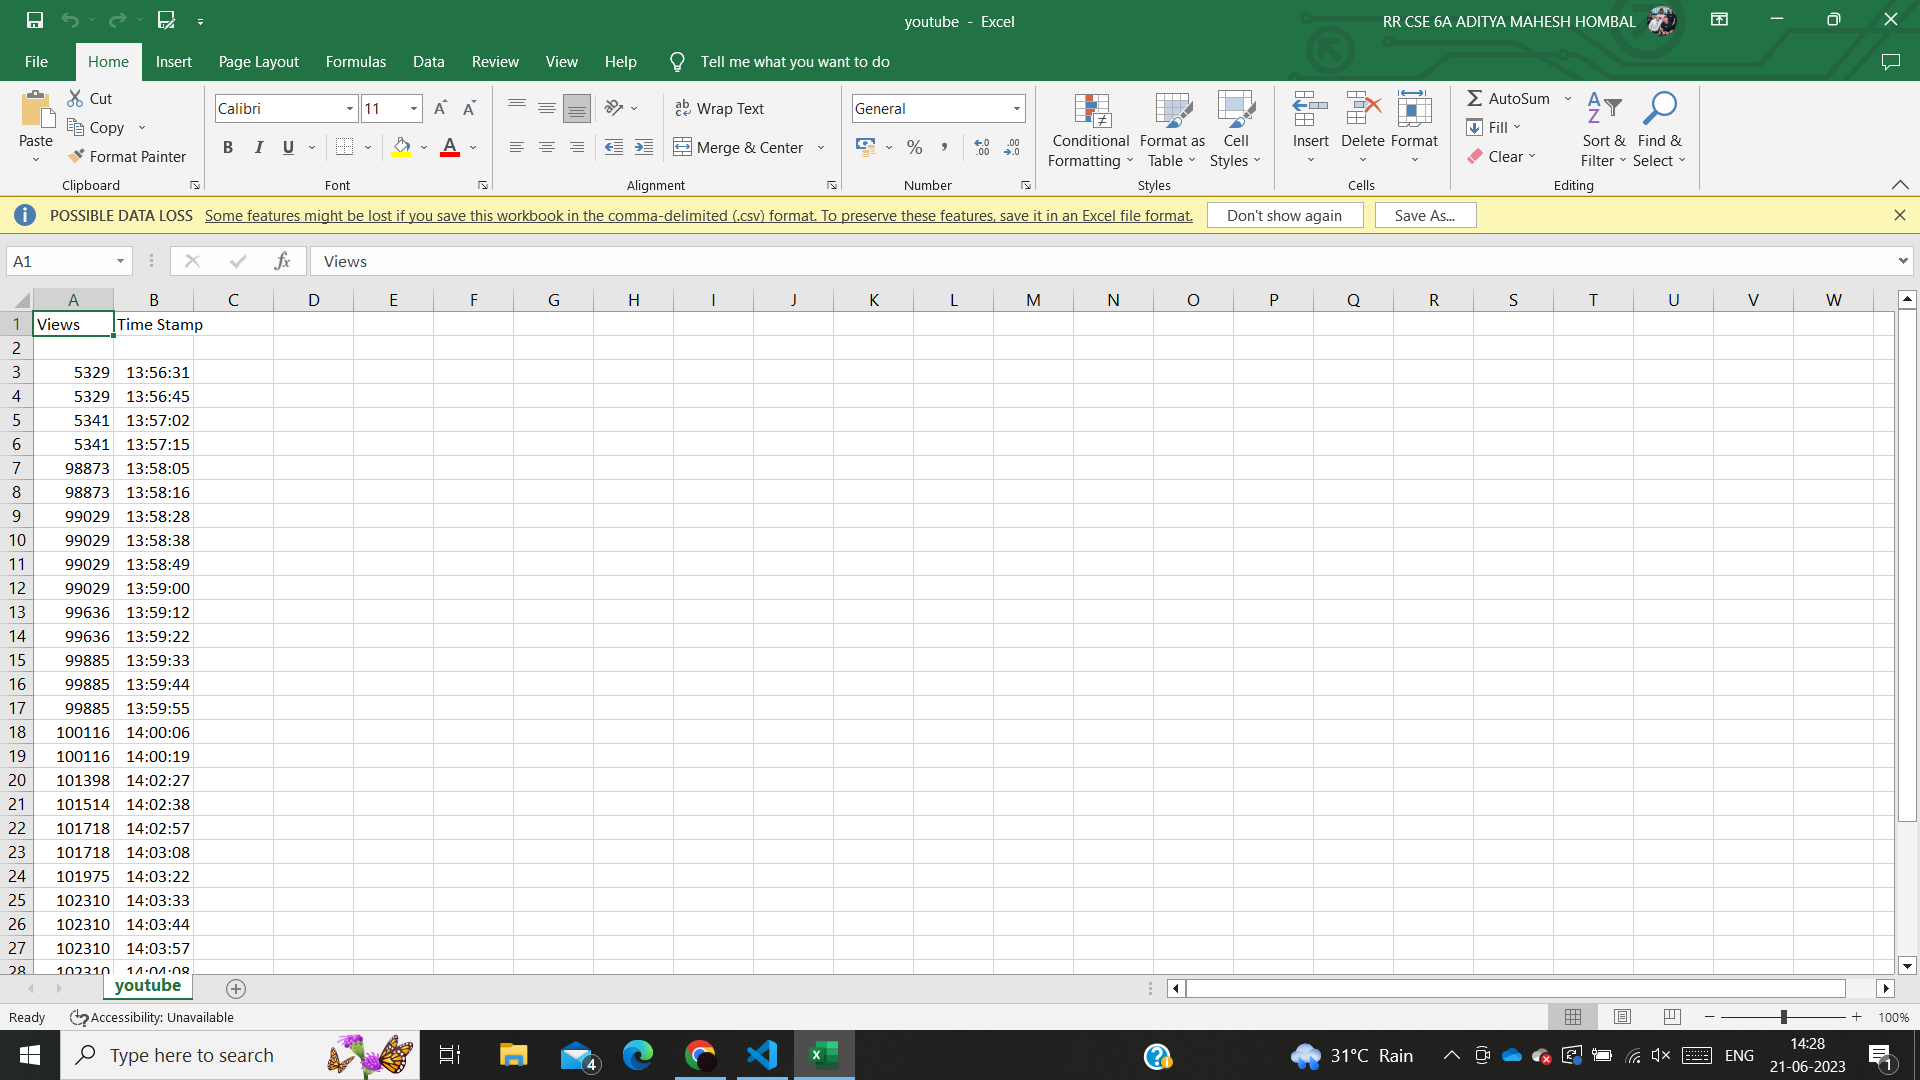 youtube - Excel
RR CSE 6A ADITYA MAHESH HOMBAL
File Home Insert Page Layout Formulas Data Review View Help Tell me what you want to do
Paste
Cut
Copy
Format Painter
Clipboard
Calibri 11
B I U A
Font
Wrap Text
Merge & Center
Alignment
General
% ,
Number
Conditional Formatting
Format as Table
Cell Styles
Styles
Insert Delete Format
Cells
AutoSum
Fill
Clear
Sort & Filter
Find & Select
Editing
POSSIBLE DATA LOSS Some features might be lost if you save this workbook in the comma-delimited (.csv) format. To preserve these features, save it in an Excel file format. Don't show again Save As...
A1 fx Views
A B C D E F G H I J K L M N O P Q R S T U V W
1 Views Time Stamp
2
3 5329 13:56:31
4 5329 13:56:45
5 5341 13:57:02
6 5341 13:57:15
7 98873 13:58:05
8 98873 13:58:16
9 99029 13:58:28
10 99029 13:58:38
11 99029 13:58:49
12 99029 13:59:00
13 99636 13:59:12
14 99636 13:59:22
15 99885 13:59:33
16 99885 13:59:44
17 99885 13:59:55
18 100116 14:00:06
19 100116 14:00:19
20 101398 14:02:27
21 101514 14:02:38
22 101718 14:02:57
23 101718 14:03:08
24 101975 14:03:22
25 102310 14:03:33
26 102310 14:03:44
27 102310 14:03:57
28 102310 14:04:08
youtube
Ready Accessibility: Unavailable 100%
Type here to search
4
31°C Rain
ENG
14:28
21-06-2023
1